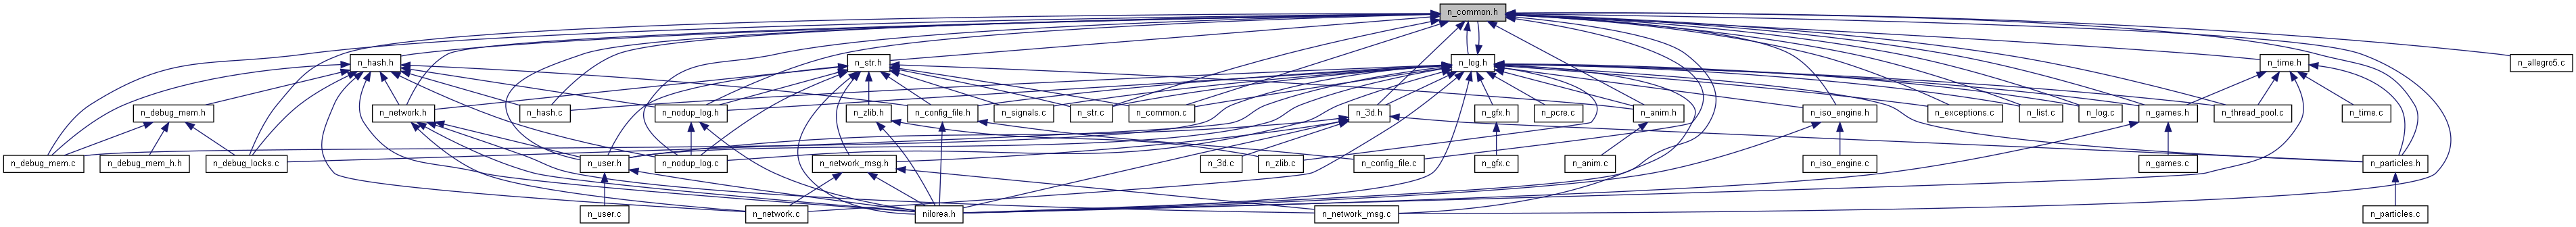 n_common.h
n_hash.h
n_str.h
n_log.h
n_time.h
n_allegro5.c
n_debug_mem.h
n_network.h
n_hash.c
n_nodup_log.h
n_zlib.h
n_config_file.h
n_signals.c
n_str.c
n_common.c
n_3d.h
n_gfx.h
n_pcre.c
n_anim.h
n_iso_engine.h
n_exceptions.c
n_list.c
n_log.c
n_games.h
n_thread_pool.c
n_time.c
n_debug_mem.c
n_debug_mem_h.h
n_debug_locks.c
n_user.h
n_nodup_log.c
n_network_msg.h
n_3d.c
n_zlib.c
n_config_file.c
n_gfx.c
n_anim.c
n_iso_engine.c
n_games.c
n_particles.h
n_user.c
n_network.c
nilorea.h
n_network_msg.c
n_particles.c